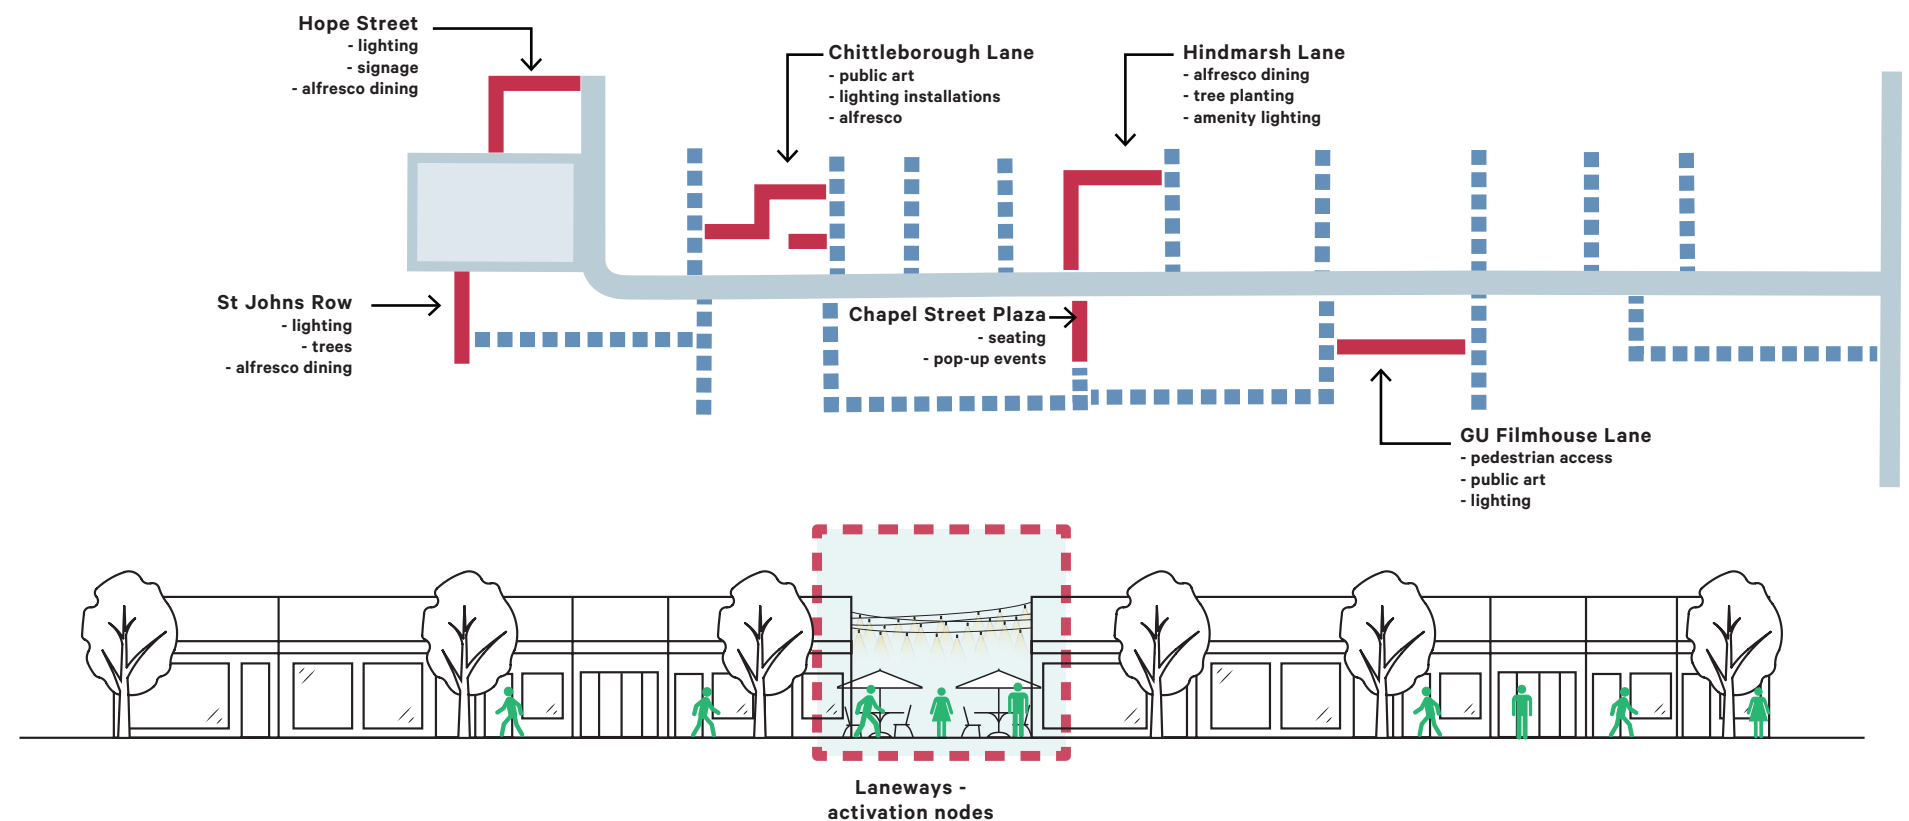 Hope Street
- lighting
- signage
- alfresco dining
Chittleborough Lane
- public art
- lighting installations
- alfresco
Hindmarsh Lane
- alfresco dining
- tree planting
- amenity lighting
St Johns Row
- lighting
- trees
- alfresco dining
Chapel Street Plaza
- seating
- pop-up events
GU Filmhouse Lane
- pedestrian access
- public art
- lighting
Laneways -
activation nodes